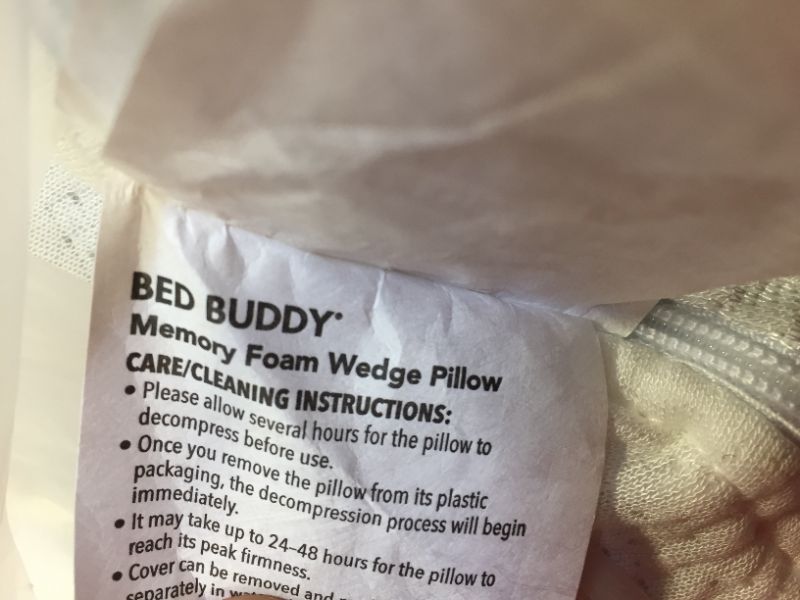 BED BUDDY®
Memory Foam Wedge Pillow
CARE/CLEANING INSTRUCTIONS:
• Please allow several hours for the pillow to
decompress before use.
• Once you remove the pillow from its plastic
packaging, the decompression process will begin
immediately.
• It may take up to 24–48 hours for the pillow to
reach its peak firmness.
• Cover can be removed and
separately in